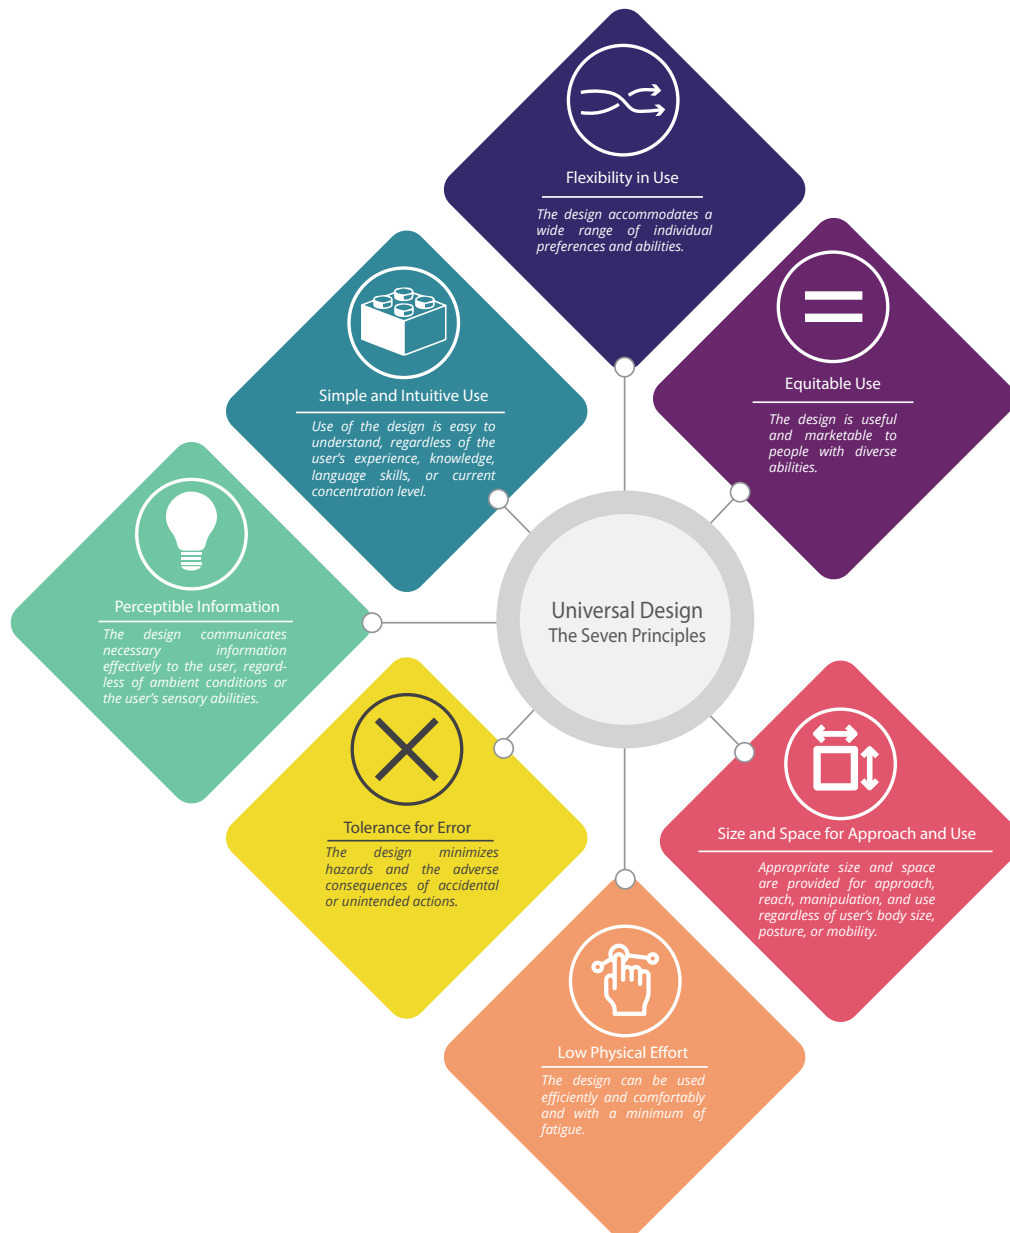 Flexibility in Use
The design accommodates a
wide range of individual
preferences and abilities.
Equitable Use
The design is useful
and marketable to
people with diverse
abilities.
Simple and Intuitive Use
Use of the design is easy to
understand, regardless of the
user’s experience, knowledge,
language skills, or current
concentration level.
Perceptible Information
The design communicates
necessary information
effectively to the user, regard-
less of ambient conditions or
the user’s sensory abilities.
Universal Design
The Seven Principles
Tolerance for Error
The design minimizes
hazards and the adverse
consequences of accidental
or unintended actions.
Size and Space for Approach and Use
Appropriate size and space
are provided for approach,
reach, manipulation, and use
regardless of user’s body size,
posture, or mobility.
Low Physical Effort
The design can be used
efficiently and comfortably
and with a minimum of
fatigue.